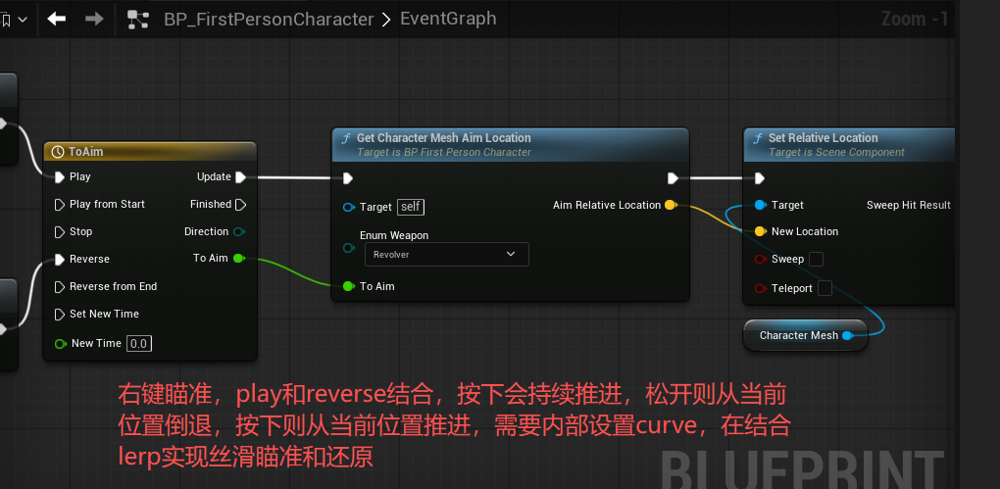 BP_FirstPersonCharacter > EventGraph
Zoom -1
ToAim
Play
Update
Play from Start
Finished
Stop
Direction
Reverse
To Aim
Reverse from End
Set New Time
New Time 0.0
Get Character Mesh Aim Location
Target is BP First Person Character
Target self
Aim Relative Location
Enum Weapon
Revolver
To Aim
Set Relative Location
Target is Scene Component
Target
Sweep Hit Result
New Location
Sweep
Teleport
Character Mesh
右键瞄准，play和reverse结合，按下会持续推进，松开则从当前
位置倒退，按下则从当前位置推进，需要内部设置curve，在结合
lerp实现丝滑瞄准和还原
BLUEPRINT